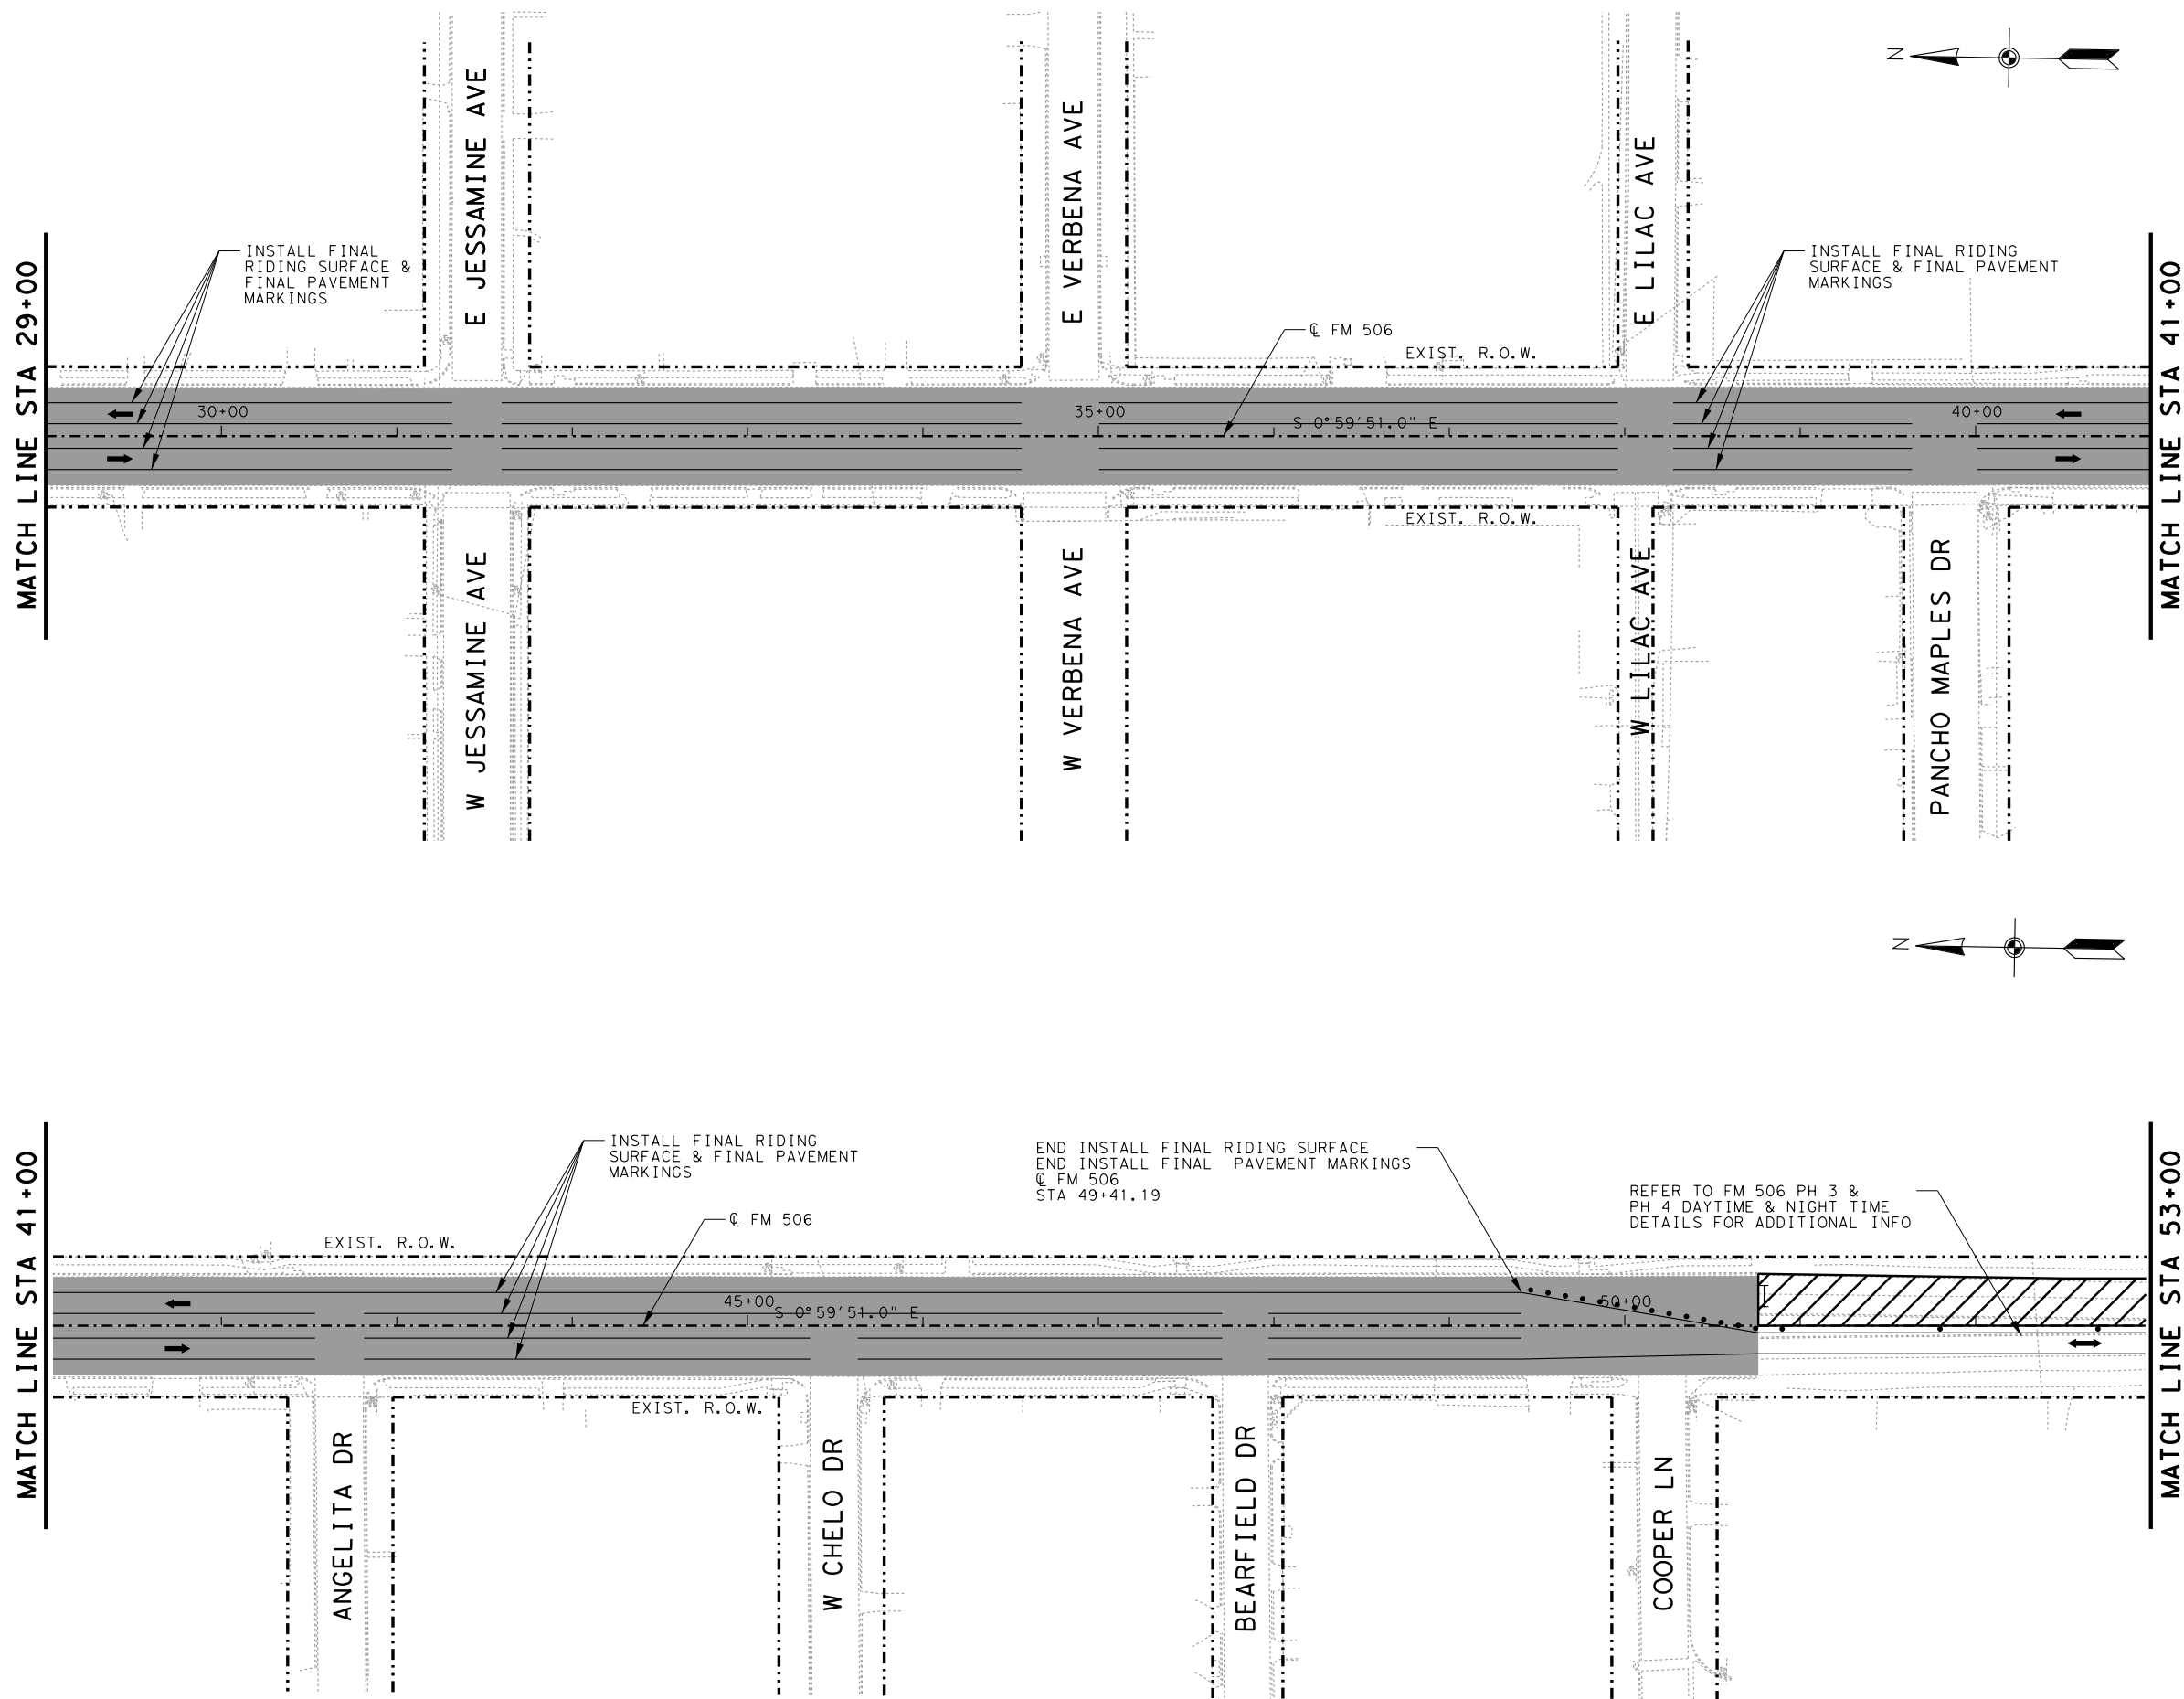 N
E JESSAMINE AVE
E VERBENA AVE
E LILAC AVE
MATCH LINE STA 29+00
INSTALL FINAL
RIDING SURFACE &
FINAL PAVEMENT
MARKINGS
INSTALL FINAL RIDING
SURFACE & FINAL PAVEMENT
MARKINGS
MATCH LINE STA 41+00
℄ FM 506
EXIST. R.O.W.
30+00
35+00
S 0°59'51.0" E
40+00
EXIST. R.O.W.
W JESSAMINE AVE
W VERBENA AVE
W LILAC AVE
PANCHO MAPLES DR
N
MATCH LINE STA 41+00
INSTALL FINAL RIDING
SURFACE & FINAL PAVEMENT
MARKINGS
END INSTALL FINAL RIDING SURFACE
END INSTALL FINAL  PAVEMENT MARKINGS
℄ FM 506
STA 49+41.19
REFER TO FM 506 PH 3 &
PH 4 DAYTIME & NIGHT TIME
DETAILS FOR ADDITIONAL INFO
MATCH LINE STA 53+00
℄ FM 506
EXIST. R.O.W.
45+00
S 0°59'51.0" E
50+00
EXIST. R.O.W.
ANGELITA DR
W CHELO DR
BEARFIELD DR
COOPER LN